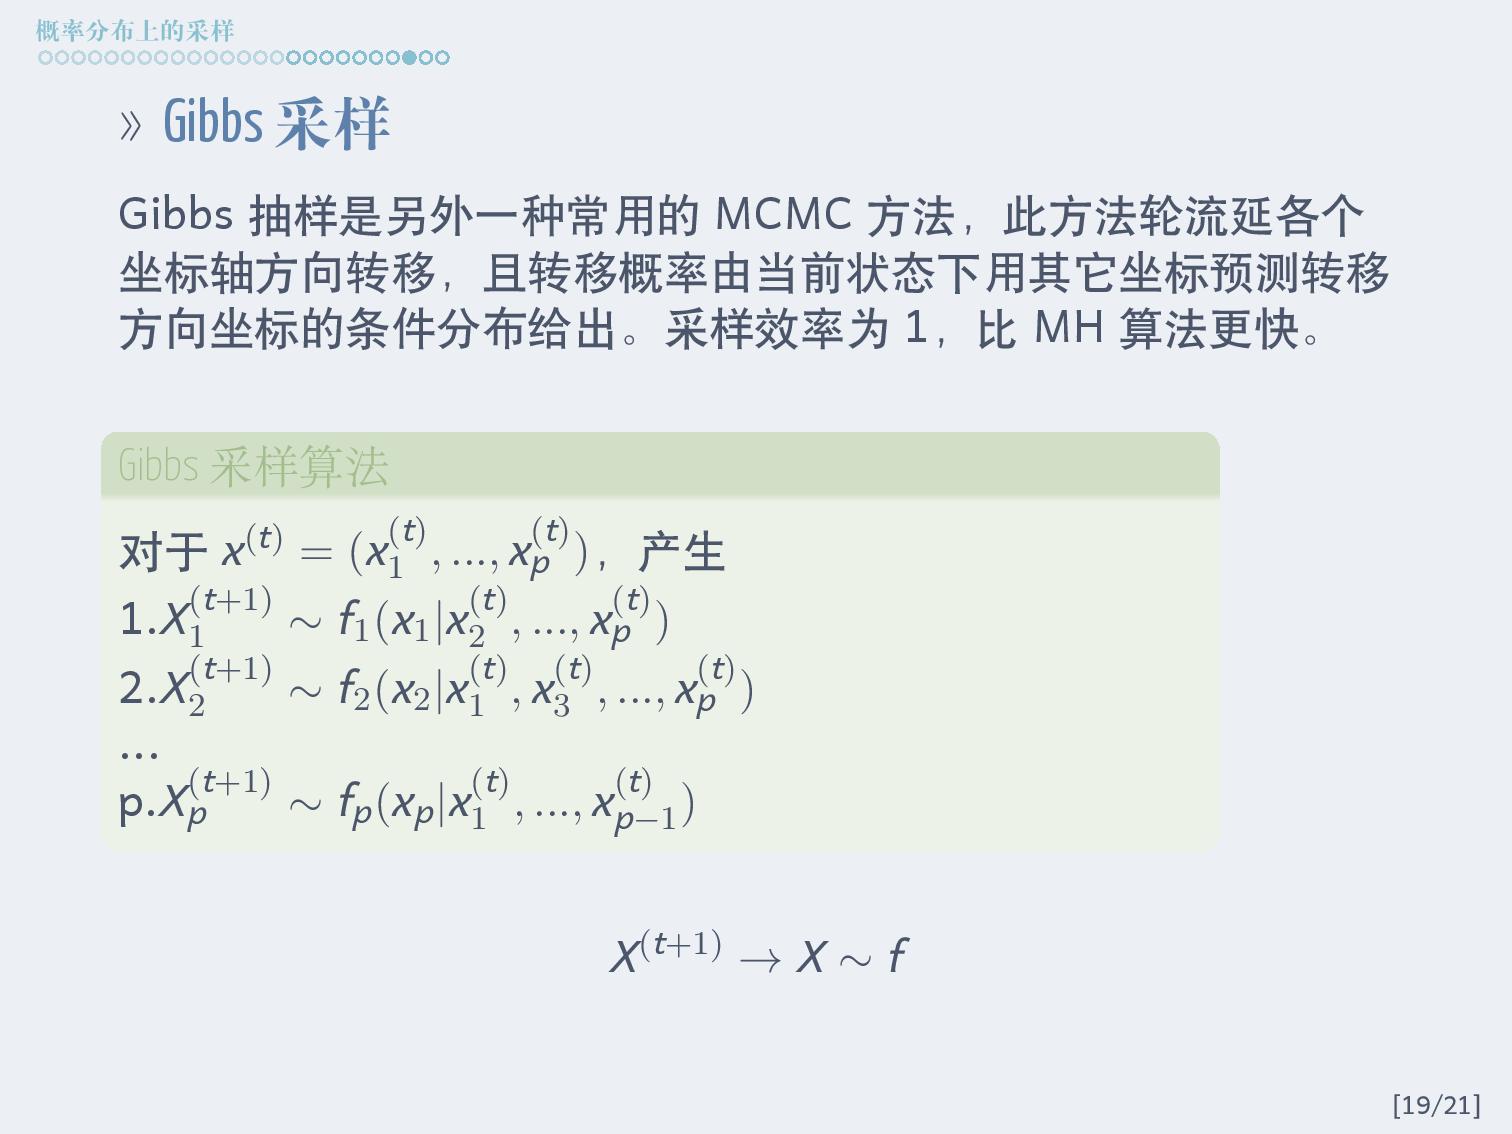 概率分布上的采样
» Gibbs 采样
Gibbs 抽样是另外一种常用的 MCMC 方法，此方法轮流延各个
坐标轴方向转移，且转移概率由当前状态下用其它坐标预测转移
方向坐标的条件分布给出。采样效率为 1，比 MH 算法更快。
Gibbs 采样算法
对于 $x^{(t)} = (x_1^{(t)}, ..., x_p^{(t)})$，产生
1.$X_1^{(t+1)} \sim f_1(x_1|x_2^{(t)}, ..., x_p^{(t)})$
2.$X_2^{(t+1)} \sim f_2(x_2|x_1^{(t)}, x_3^{(t)}, ..., x_p^{(t)})$
...
p.$X_p^{(t+1)} \sim f_p(x_p|x_1^{(t)}, ..., x_{p-1}^{(t)})$
$X^{(t+1)} \to X \sim f$
[19/21]